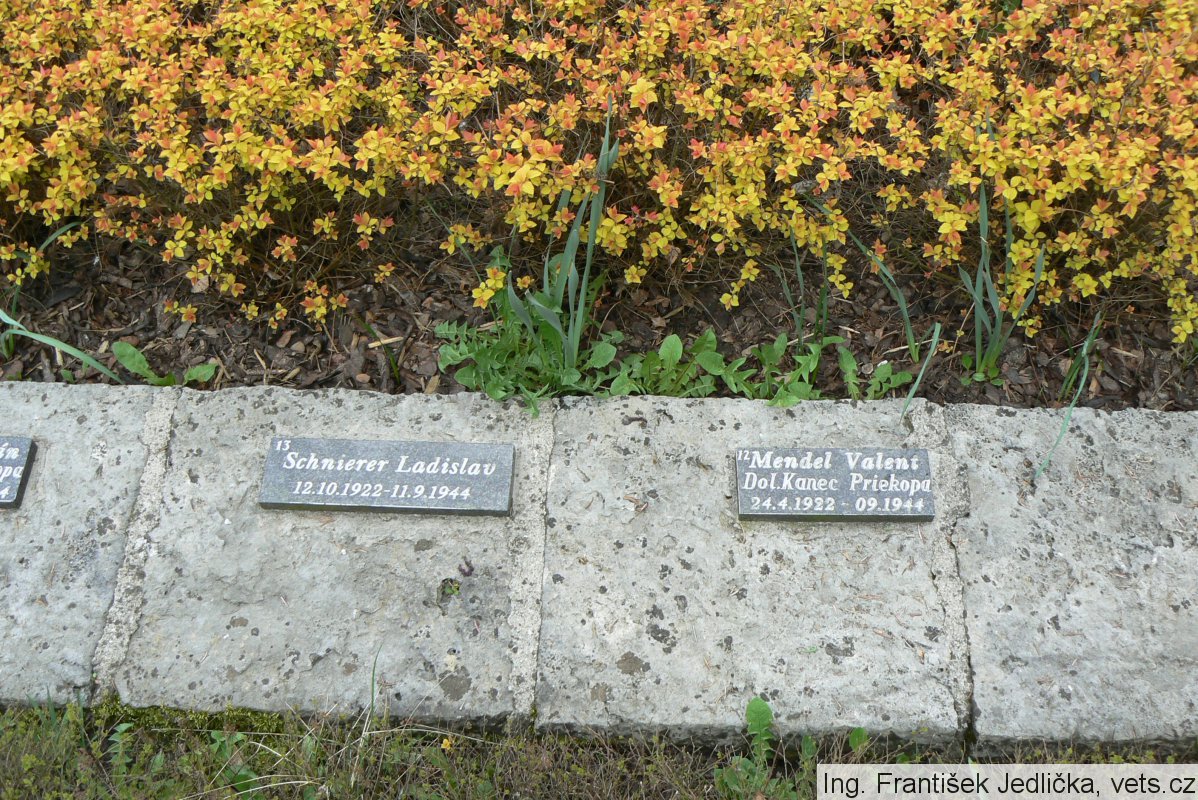 13
Schnierer Ladislav
12.10.1922-11.9.1944
12
Mendel Valent
Dol.Kanec Priekopa
24.4.1922 - 09.1944
Ing. František Jedlička, vets.cz